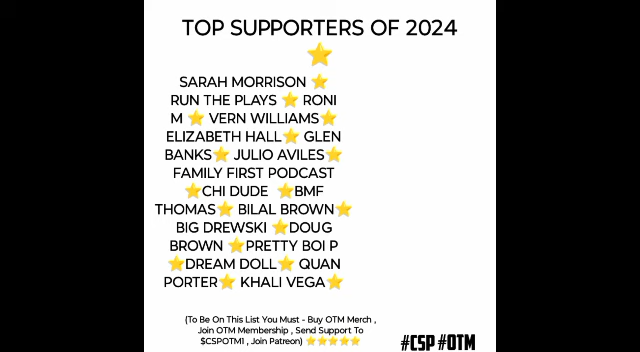 TOP SUPPORTERS OF 2024
⭐
SARAH MORRISON ⭐
RUN THE PLAYS ⭐ RONI
M ⭐ VERN WILLIAMS⭐
ELIZABETH HALL⭐ GLEN
BANKS⭐ JULIO AVILES⭐
FAMILY FIRST PODCAST
⭐CHI DUDE ⭐BMF
THOMAS⭐ BILAL BROWN⭐
BIG DREWSKI ⭐DOUG
BROWN ⭐PRETTY BOI P
⭐DREAM DOLL⭐ QUAN
PORTER⭐ KHALI VEGA⭐
(To Be On This List You Must - Buy OTM Merch ,
Join OTM Membership , Send Support To
$CSPOTM1 , Join Patreon) ⭐⭐⭐⭐⭐
#CSP #OTM